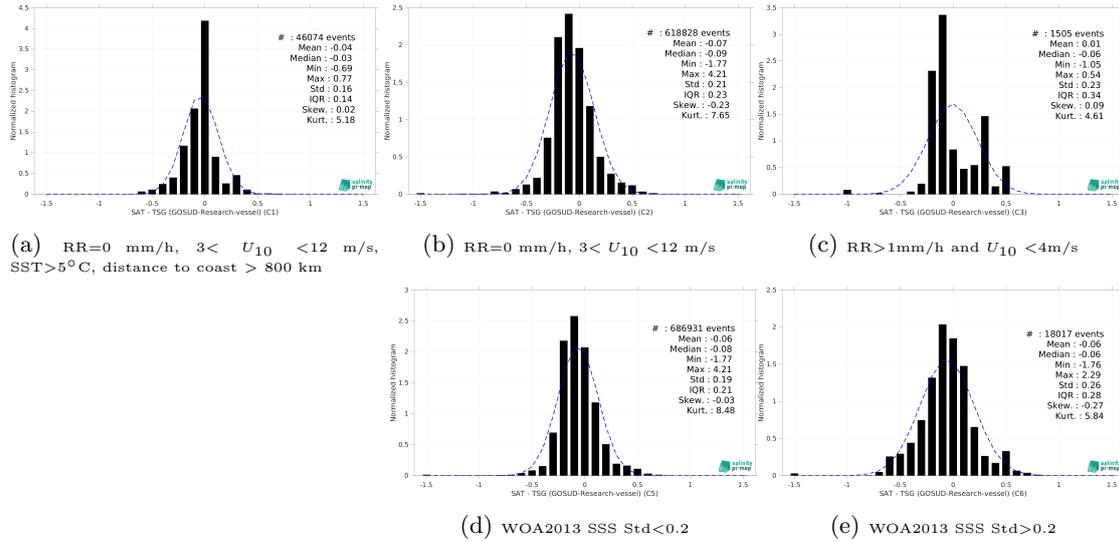 4.5
4
3.5
3
2.5
2
1.5
1
0.5
0
Normalized histogram
# : 46074 events
Mean : -0.04
Median : -0.03
Min : -0.69
Max : 0.77
Std : 0.16
IQR : 0.14
Skew. : 0.02
Kurt. : 5.18
salinity
pi-mep
-1.5 -1 -0.5 0 0.5 1 1.5
SAT - TSG (GOSUD-Research-vessel) (C1)
(a) RR=0 mm/h, 3< U10 <12 m/s,
SST>5°C, distance to coast > 800 km
2.5
2
1.5
1
0.5
0
Normalized histogram
# : 618828 events
Mean : -0.07
Median : -0.09
Min : -1.77
Max : 4.21
Std : 0.21
IQR : 0.23
Skew. : -0.23
Kurt. : 7.65
salinity
pi-mep
-1.5 -1 -0.5 0 0.5 1 1.5
SAT - TSG (GOSUD-Research-vessel) (C2)
(b) RR=0 mm/h, 3< U10 <12 m/s
3.5
3
2.5
2
1.5
1
0.5
0
Normalized histogram
# : 1505 events
Mean : 0.01
Median : -0.06
Min : -1.05
Max : 0.54
Std : 0.23
IQR : 0.34
Skew. : 0.09
Kurt. : 4.61
salinity
pi-mep
-1.5 -1 -0.5 0 0.5 1 1.5
SAT - TSG (GOSUD-Research-vessel) (C3)
(c) RR>1mm/h and U10 <4m/s
3
2.5
2
1.5
1
0.5
0
Normalized histogram
# : 686931 events
Mean : -0.06
Median : -0.08
Min : -1.77
Max : 4.21
Std : 0.19
IQR : 0.21
Skew. : -0.03
Kurt. : 8.48
salinity
pi-mep
-1.5 -1 -0.5 0 0.5 1 1.5
SAT - TSG (GOSUD-Research-vessel) (C5)
(d) WOA2013 SSS Std<0.2
2.5
2
1.5
1
0.5
0
Normalized histogram
# : 18017 events
Mean : -0.06
Median : -0.06
Min : -1.76
Max : 2.29
Std : 0.26
IQR : 0.28
Skew. : -0.27
Kurt. : 5.84
salinity
pi-mep
-1.5 -1 -0.5 0 0.5 1 1.5
SAT - TSG (GOSUD-Research-vessel) (C6)
(e) WOA2013 SSS Std>0.2